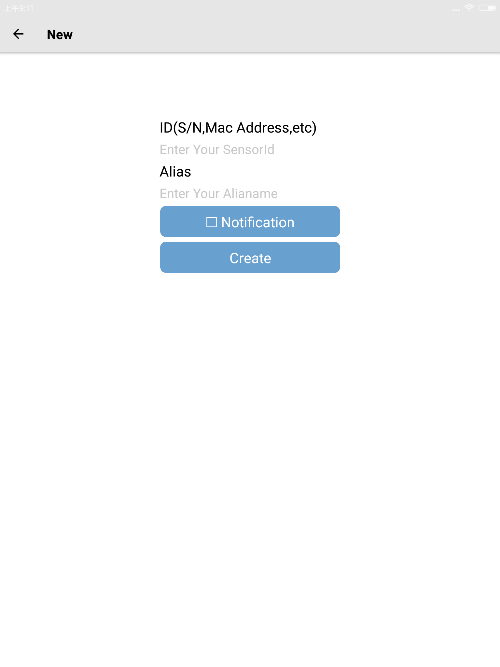 New
ID(S/N,Mac Address,etc)
Enter Your SensorId
Alias
Enter Your Alianame
☐ Notification
Create